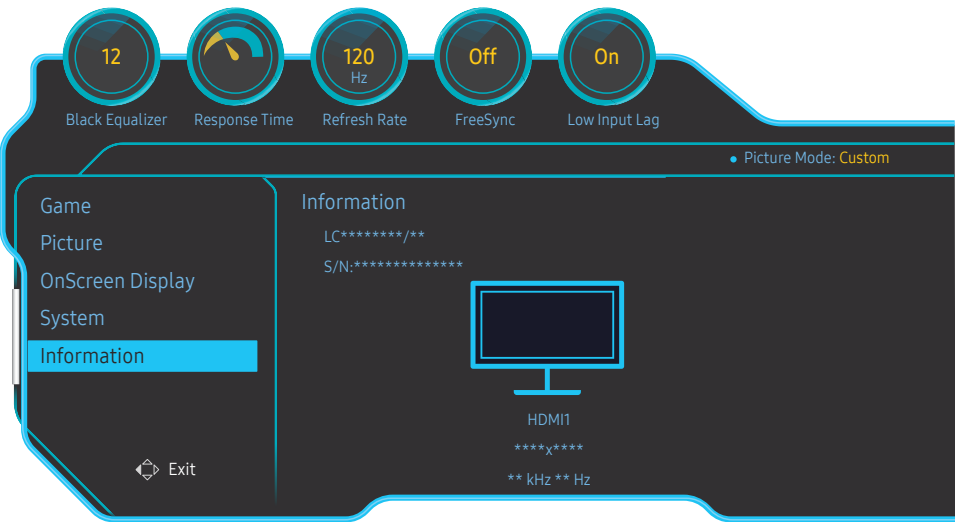 12
120
Hz
Off
On
Black Equalizer
Response Time
Refresh Rate
FreeSync
Low Input Lag
● Picture Mode: Custom
Game
Picture
OnScreen Display
System
Information
Exit
Information
LC********/**
S/N:**************
HDMI1
****x****
** kHz ** Hz